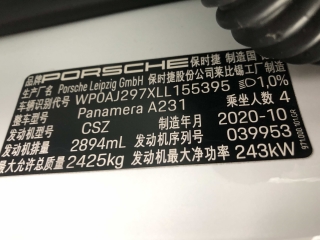 品牌 PORSCHE 保时捷 制造国
生产厂名 Porsche Leipzig GmbH 保时捷股份公司莱比锡工厂制造
车辆识别代号 WP0AJ297XLL155395 1,0%
整车型号 Panamera A231 乘坐人数 4
发动机型号 CSZ 制造年月 2020-10
发动机排量 2894mL 发动机序列号 039953
最大允许总质量 2425kg 发动机最大净功率 243kW